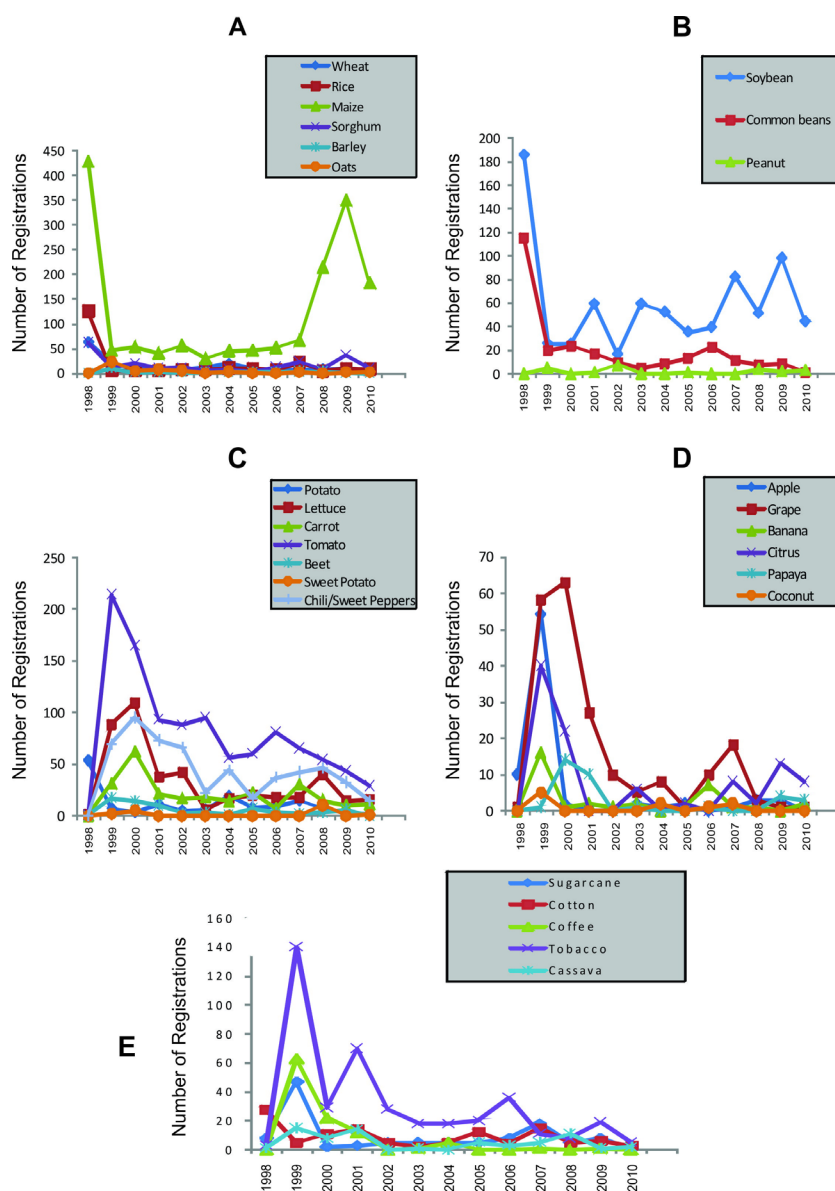 A
Wheat
Rice
Maize
Sorghum
Barley
Oats
Number of Registrations
450
400
350
300
250
200
150
100
50
0
1998 1999 2000 2001 2002 2003 2004 2005 2006 2007 2008 2009 2010
B
Soybean
Common beans
Peanut
Number of Registrations
200
180
160
140
120
100
80
60
40
20
0
1998 1999 2000 2001 2002 2003 2004 2005 2006 2007 2008 2009 2010
C
Potato
Lettuce
Carrot
Tomato
Beet
Sweet Potato
Chili/Sweet Peppers
Number of Registrations
250
200
150
100
50
0
1998 1999 2000 2001 2002 2003 2004 2005 2006 2007 2008 2009 2010
D
Apple
Grape
Banana
Citrus
Papaya
Coconut
Number of Registrations
70
60
50
40
30
20
10
0
1998 1999 2000 2001 2002 2003 2004 2005 2006 2007 2008 2009 2010
E
Sugarcane
Cotton
Coffee
Tobacco
Cassava
Number of Registrations
160
140
120
100
80
60
40
20
0
1998 1999 2000 2001 2002 2003 2004 2005 2006 2007 2008 2009 2010